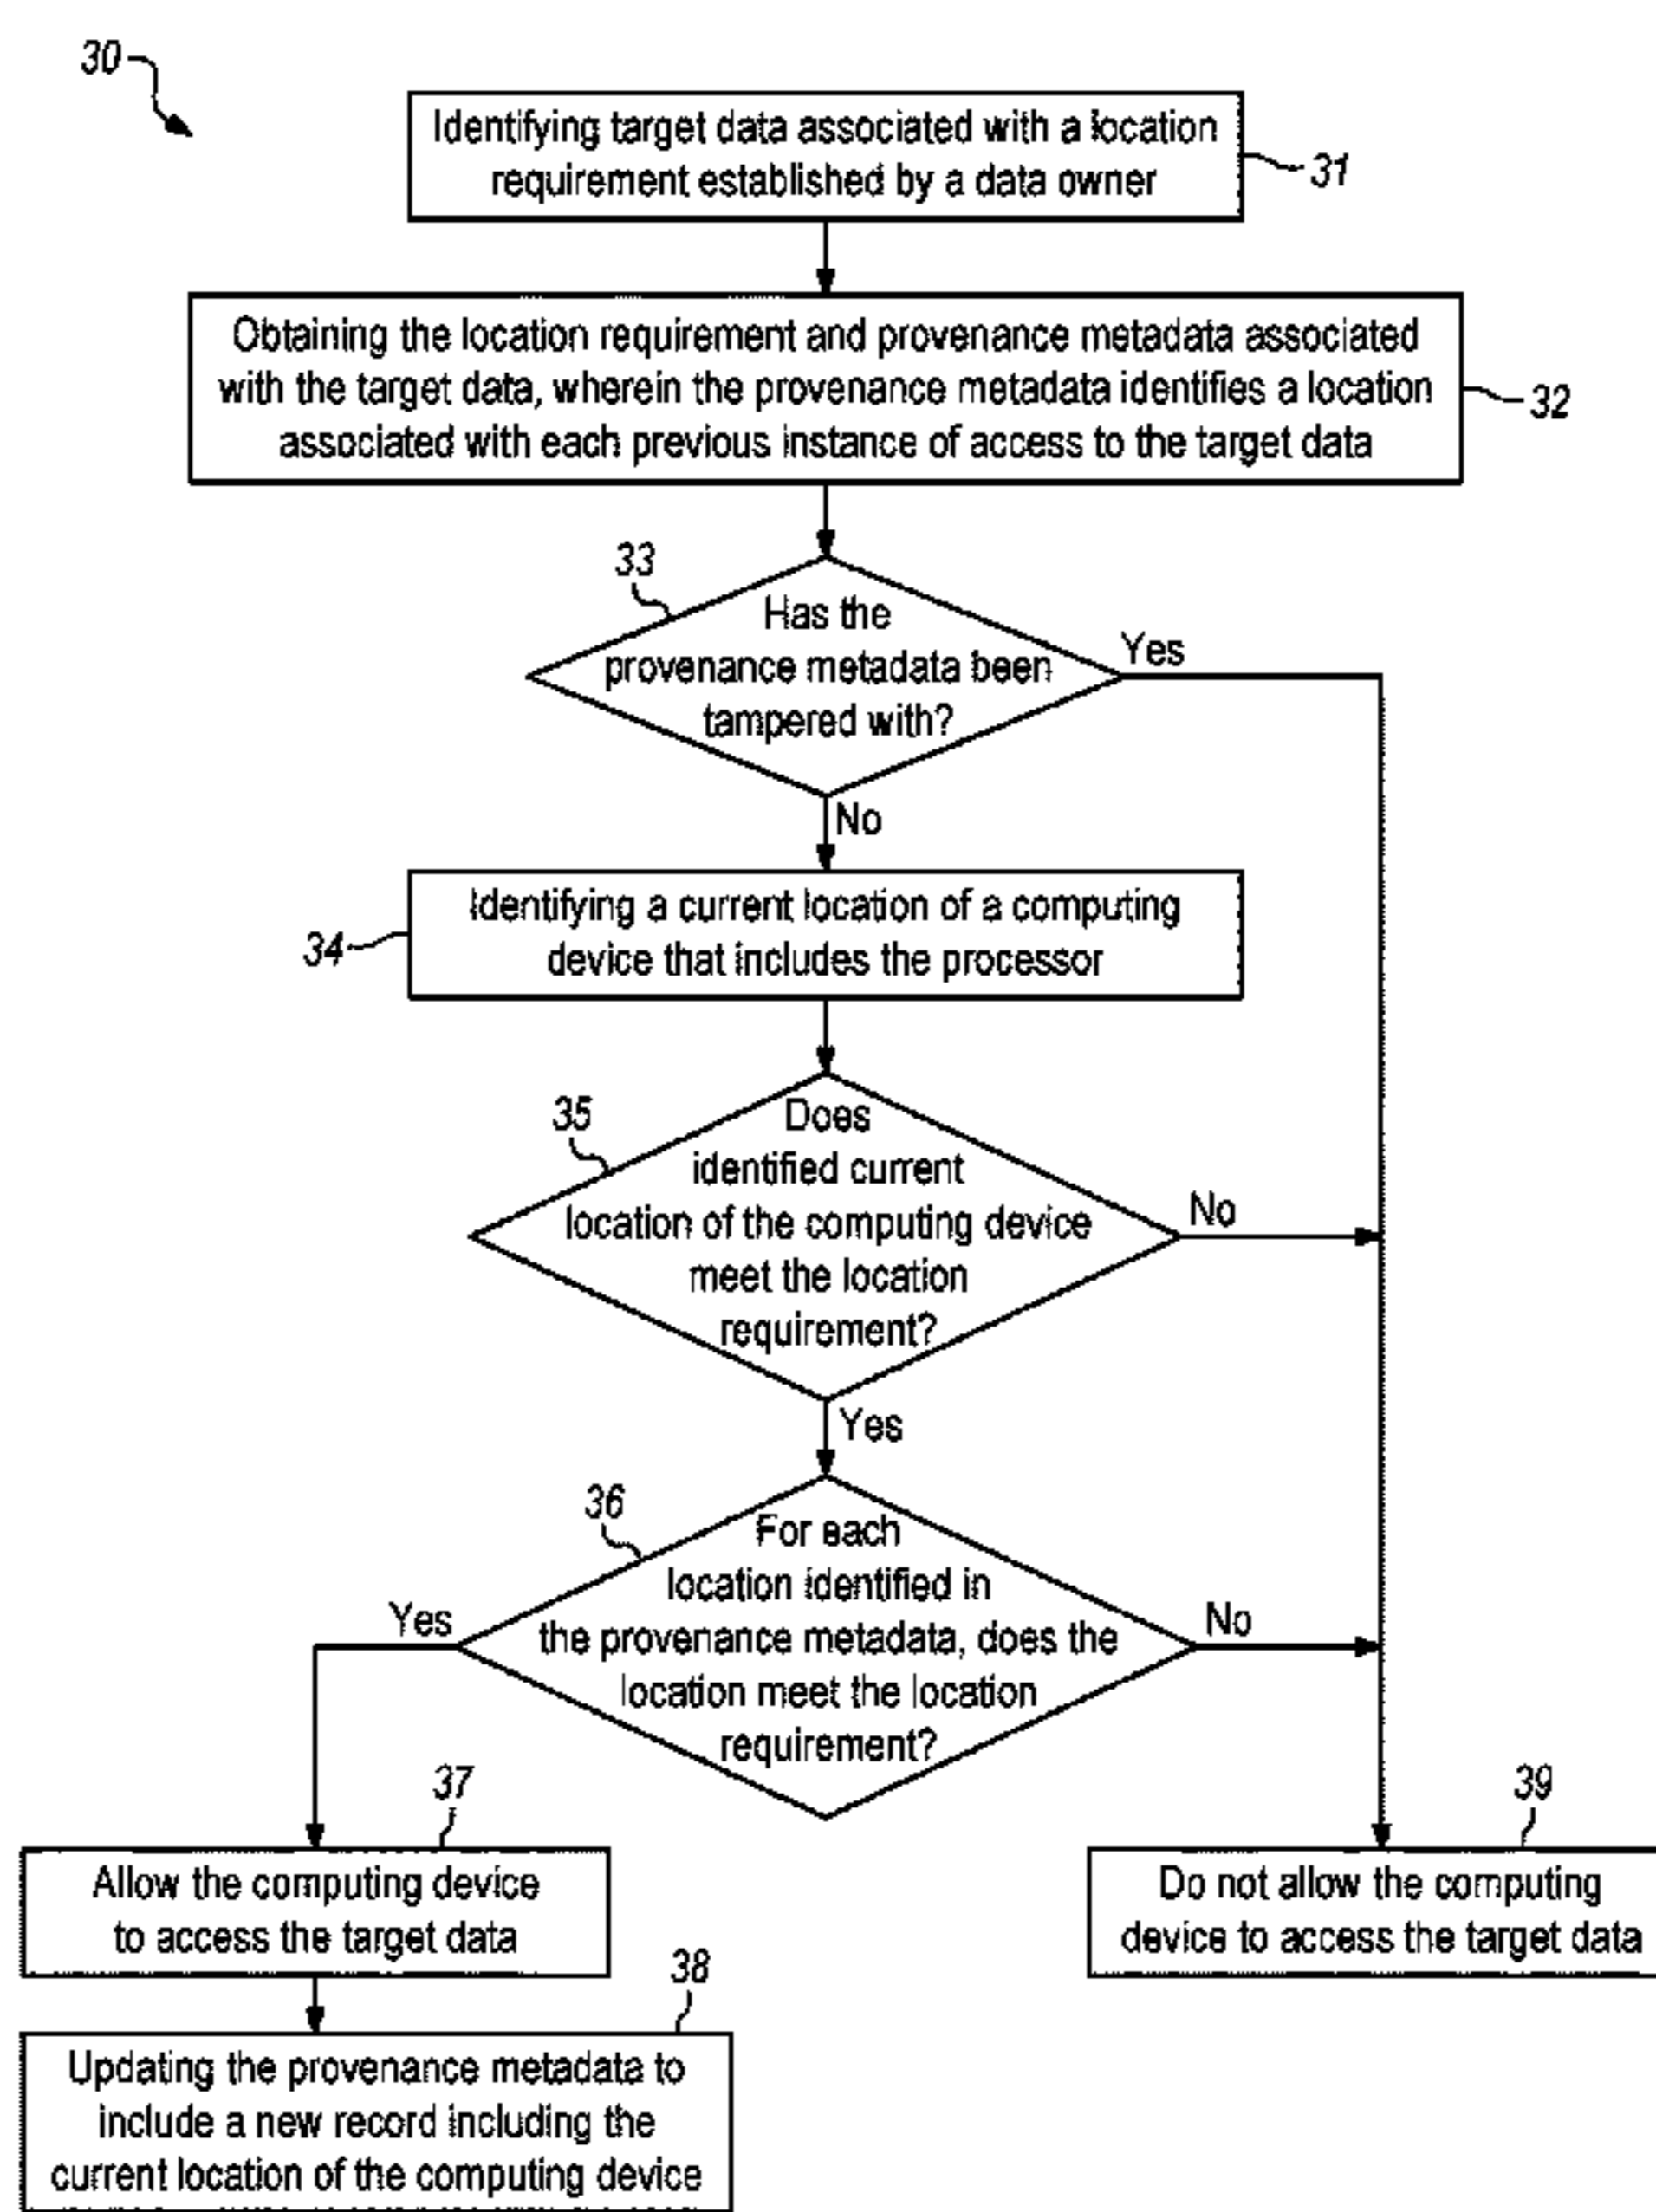 30
Identifying target data associated with a location
requirement established by a data owner
31
Obtaining the location requirement and provenance metadata associated
with the target data, wherein the provenance metadata identifies a location
associated with each previous instance of access to the target data
32
33
Has the
provenance metadata been
tampered with?
Yes
No
Identifying a current location of a computing
device that includes the processor
34
35
Does
identified current
location of the computing device
meet the location
requirement?
No
Yes
36
For each
location identified in
the provenance metadata, does the
location meet the location
requirement?
Yes
No
37
Allow the computing device
to access the target data
39
Do not allow the computing
device to access the target data
38
Updating the provenance metadata to
include a new record including the
current location of the computing device